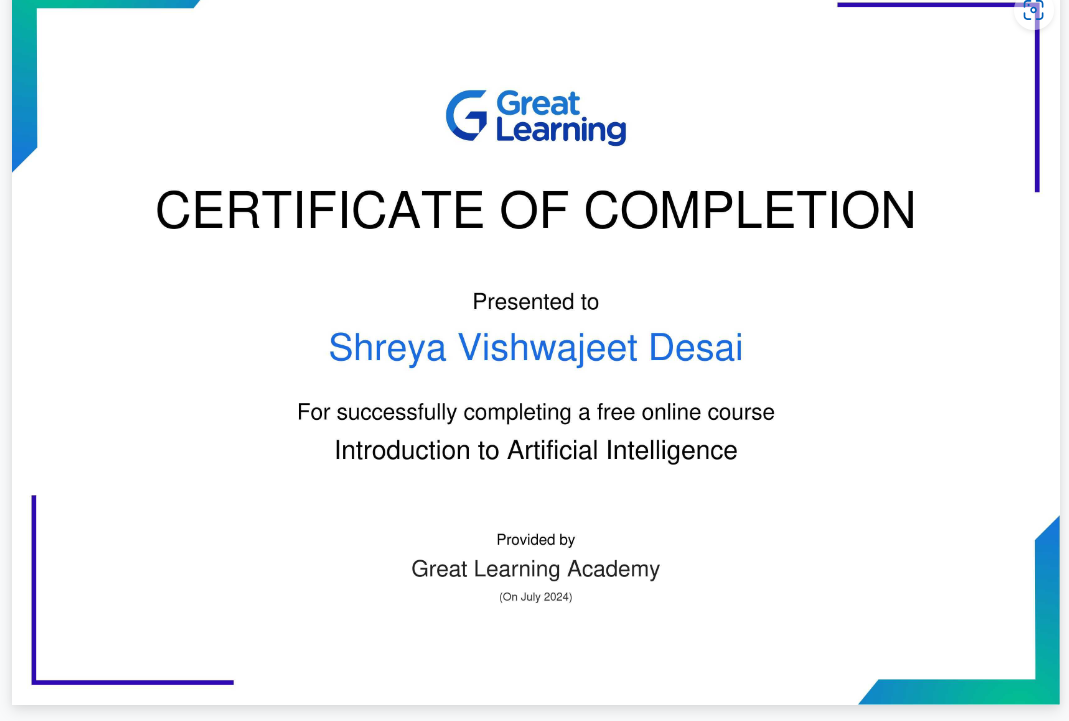 Great
Learning
CERTIFICATE OF COMPLETION
Presented to
Shreya Vishwajeet Desai
For successfully completing a free online course
Introduction to Artificial Intelligence
Provided by
Great Learning Academy
(On July 2024)